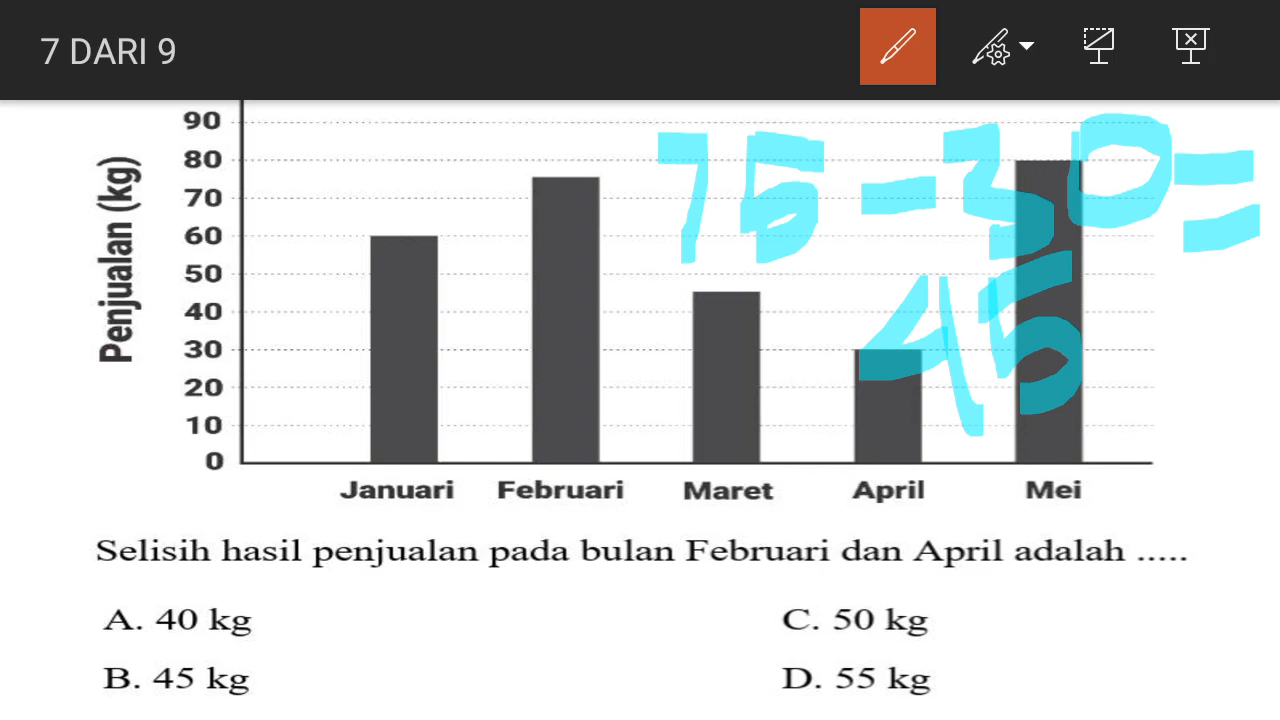 7 DARI 9
90
80
70
60
50
40
30
20
10
0
Penjualan (kg)
75-30=
45
Januari Februari Maret April Mei
Selisih hasil penjualan pada bulan Februari dan April adalah .....
A. 40 kg C. 50 kg
B. 45 kg D. 55 kg